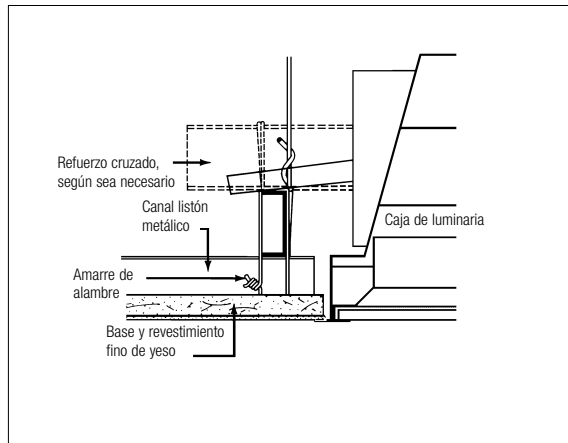 Refuerzo cruzado,
según sea necesario
Canal listón
metálico
Caja de luminaria
Amarre de
alambre
Base y revestimiento
fino de yeso